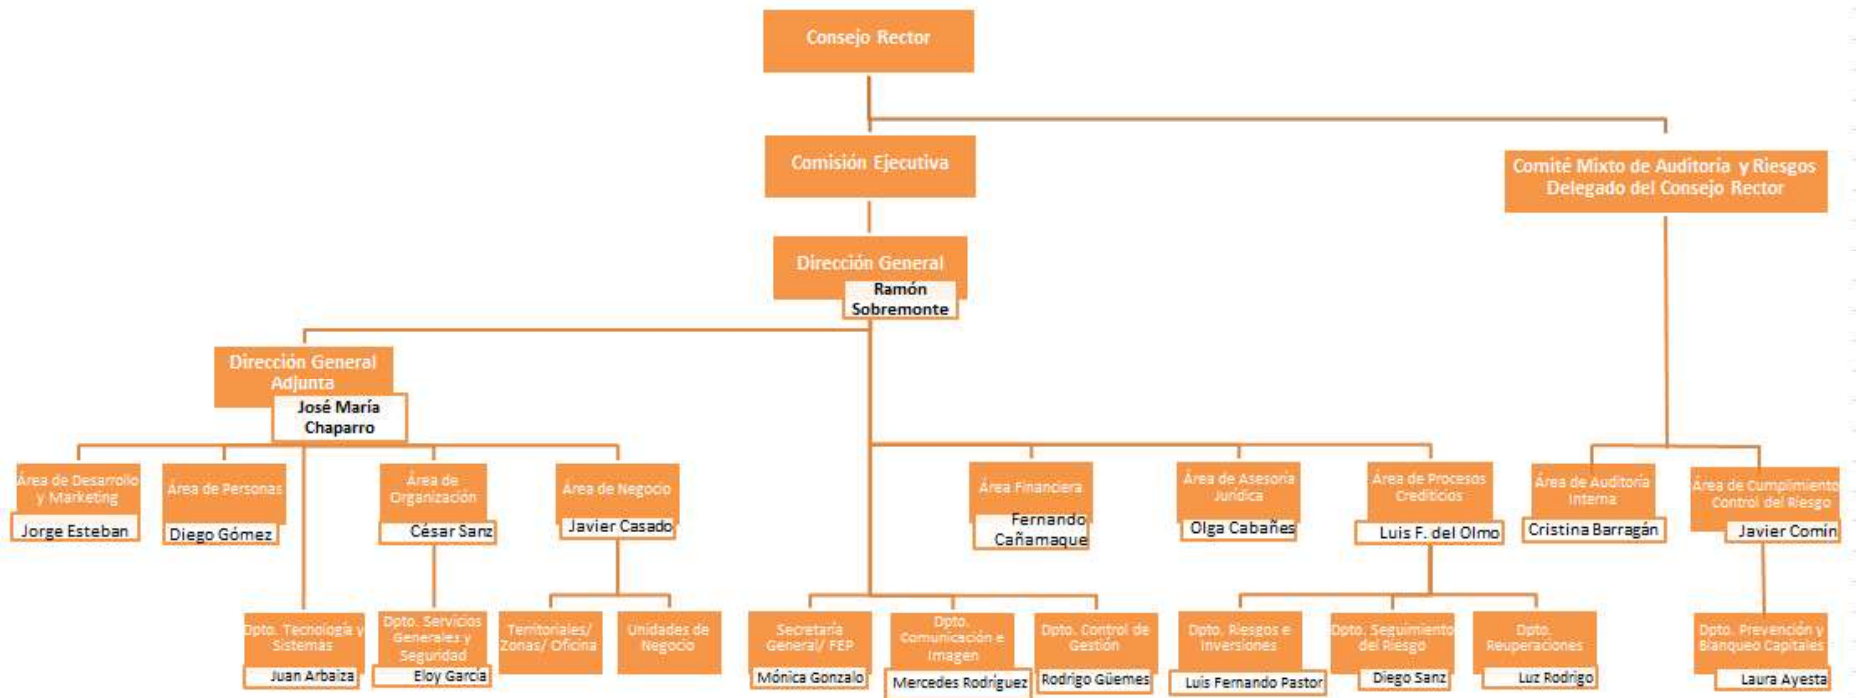 Consejo Rector
Comisión Ejecutiva
Comité Mixto de Auditoría y Riesgos
Delegado del Consejo Rector
Dirección General
Ramón
Sobremonte
Dirección General
Adjunta
José María
Chaparro
Área de Desarrollo
y Marketing
Jorge Esteban
Área de Personas
Diego Gómez
Área de
Organización
César Sanz
Área de Negocio
Javier Casado
Área Financiera
Fernando
Cañamaque
Área de Asesoría
Jurídica
Olga Cabañes
Área de Procesos
Crediticios
Luis F. del Olmo
Área de Auditoría
Interna
Cristina Barragán
Área de Cumplimiento
Control del Riesgo
Javier Comín
Dpto. Tecnología y
Sistemas
Juan Arbaiza
Dpto. Servicios
Generales y
Seguridad
Eloy García
Territoriales/
Zonas/ Oficina
Unidades de
Negocio
Secretaría
General/ FEP
Mónica Gonzalo
Dpto.
Comunicación e
Imagen
Mercedes Rodríguez
Dpto. Control de
Gestión
Rodrigo Güemes
Dpto. Riesgos e
Inversiones
Luis Fernando Pastor
Dpto. Seguimiento
del Riesgo
Diego Sanz
Dpto.
Reuperaciones
Luz Rodrigo
Dpto. Prevención y
Blanqueo Capitales
Laura Ayesta